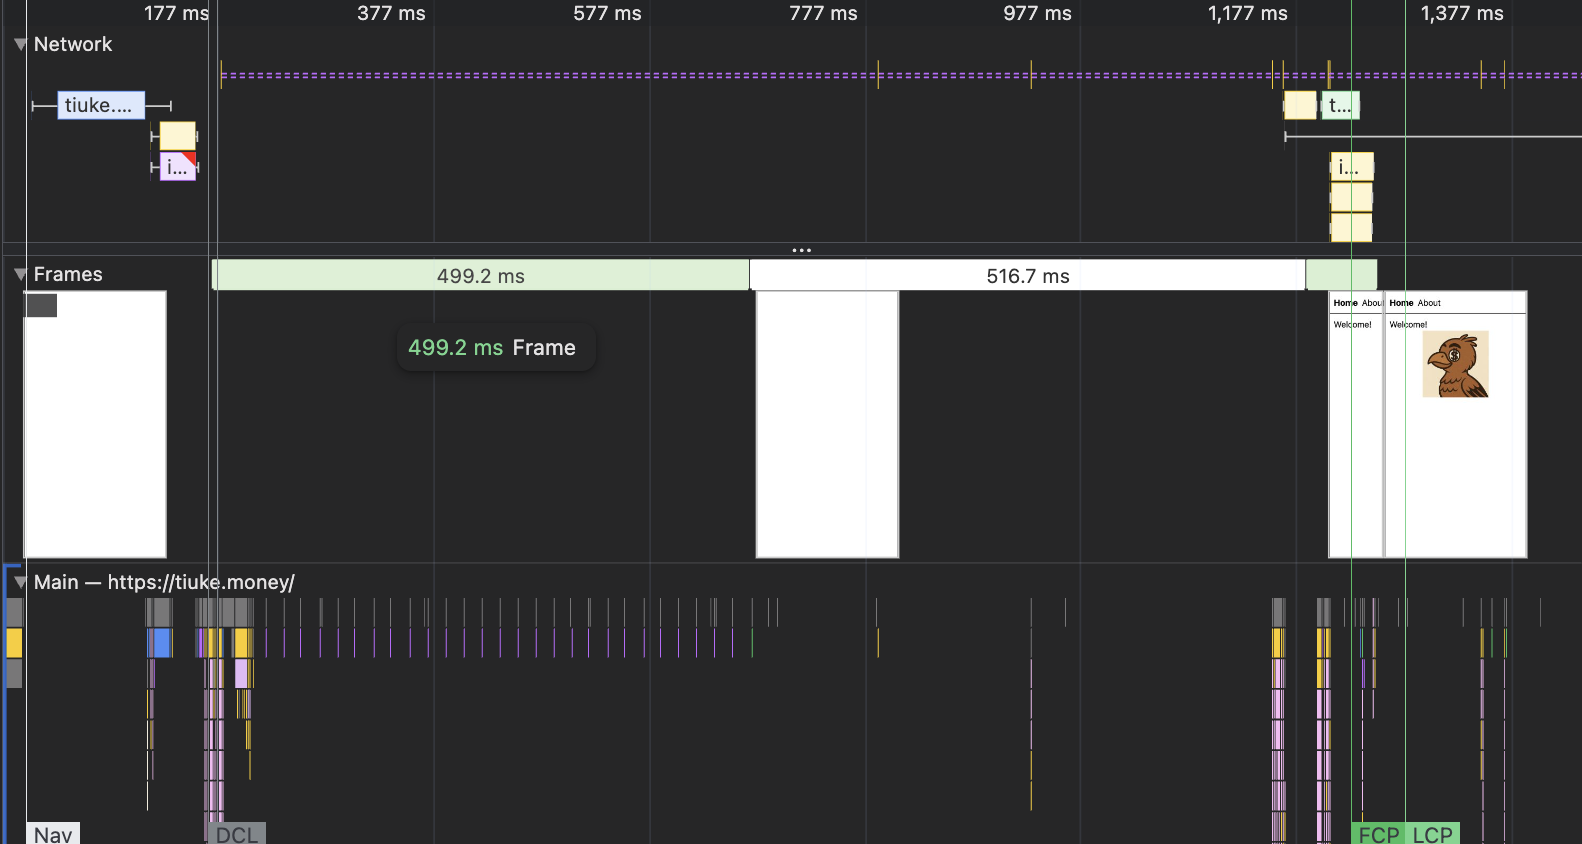 177 ms 377 ms 577 ms 777 ms 977 ms 1,177 ms 1,377 ms
Network
tiuke.... t...
i... i...
Frames 499.2 ms 516.7 ms
Home About Home About
Welcome! Welcome!
499.2 ms Frame
Main — https://tiuke.money/
Nav DCL FCP LCP